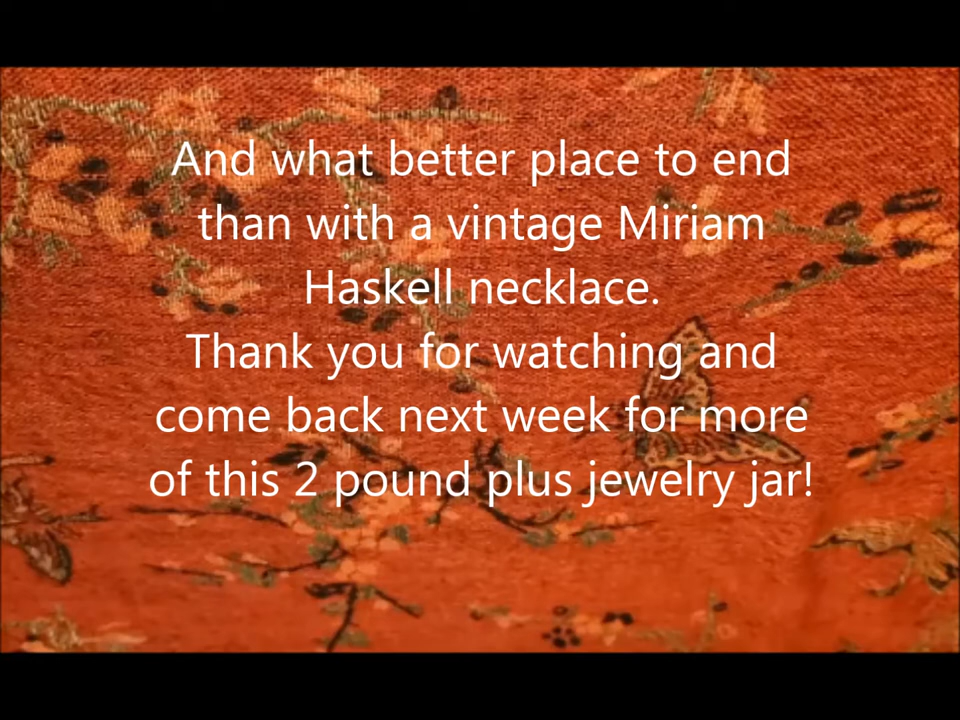 And what better place to end
than with a vintage Miriam
Haskell necklace.
Thank you for watching and
come back next week for more
of this 2 pound plus jewelry jar!